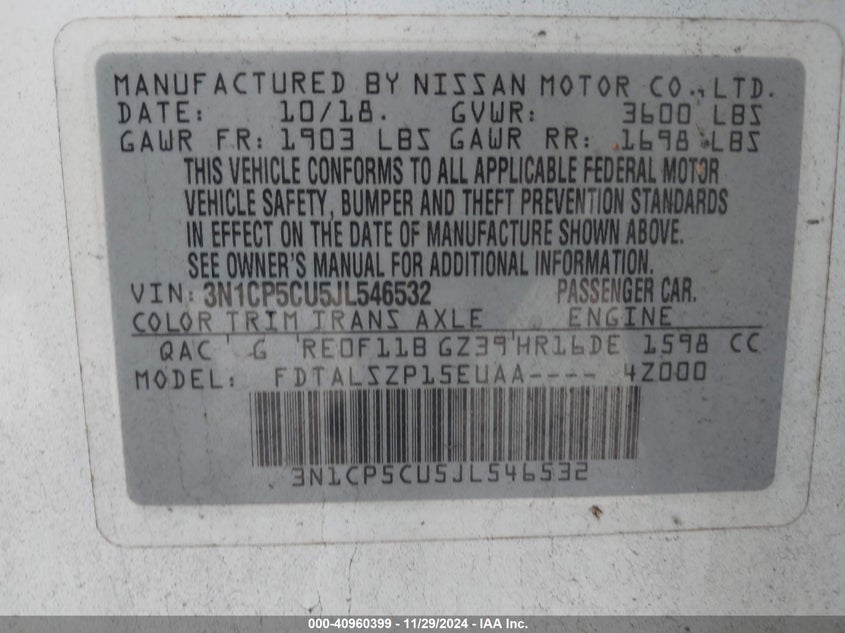 MANUFACTURED BY NISSAN MOTOR CO., LTD.
DATE: 10/18. GVWR: 3600 LBS
GAWR FR: 1903 LBS GAWR RR: 1698 LBS
THIS VEHICLE CONFORMS TO ALL APPLICABLE FEDERAL MOTOR
VEHICLE SAFETY, BUMPER AND THEFT PREVENTION STANDARDS
IN EFFECT ON THE DATE OF MANUFACTURE SHOWN ABOVE.
SEE OWNER'S MANUAL FOR ADDITIONAL INFORMATION.
VIN: 3N1CP5CU5JL546532 PASSENGER CAR.
COLOR TRIM TRANS AXLE ENGINE
QAC G RE0F11B GZ39 HR16DE 1598 CC
MODEL: FDTALSZP15EUAA---- 4Z000
3N1CP5CU5JL546532
000-40960399 - 11/29/2024 - IAA Inc.